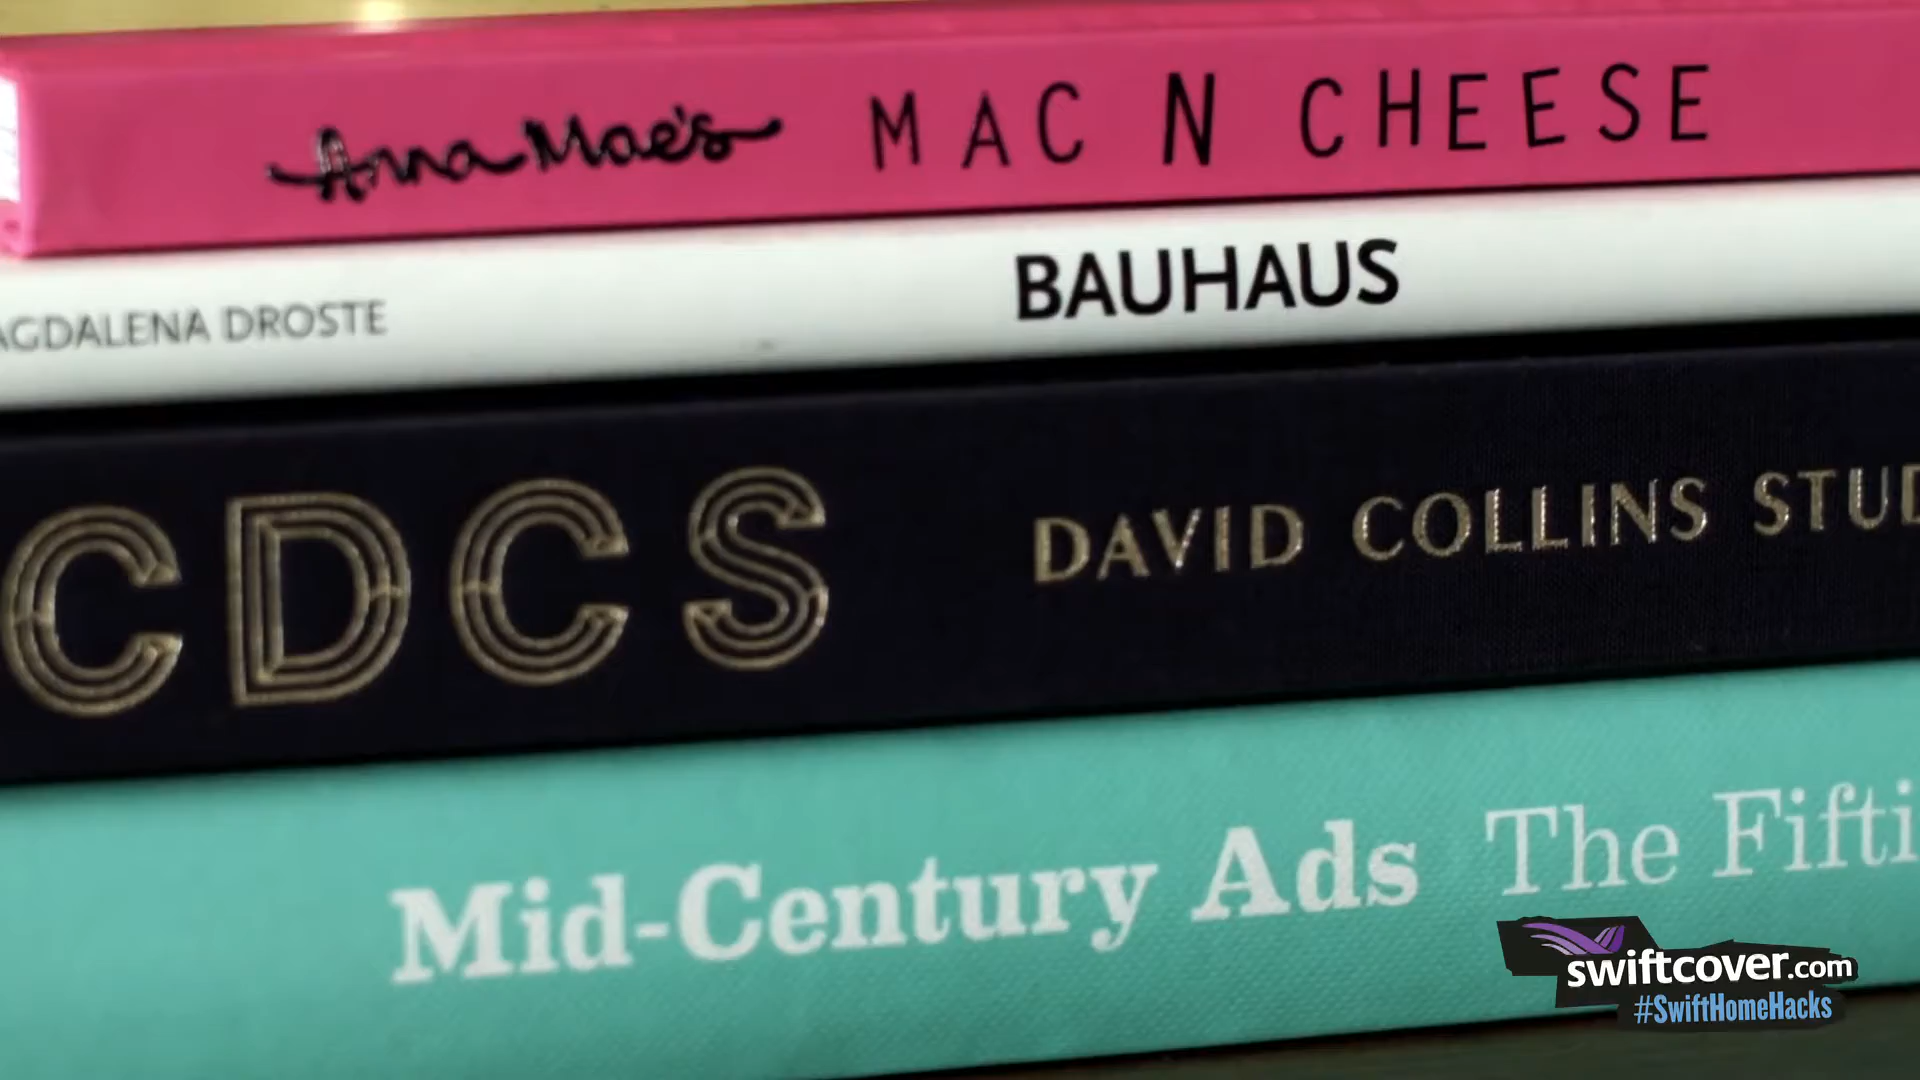 Anna Mae's MAC N CHEESE
AGDALENA DROSTE BAUHAUS
CDCS DAVID COLLINS STUD
Mid-Century Ads The Fifti
swiftcover.com
#SwiftHomeHacks